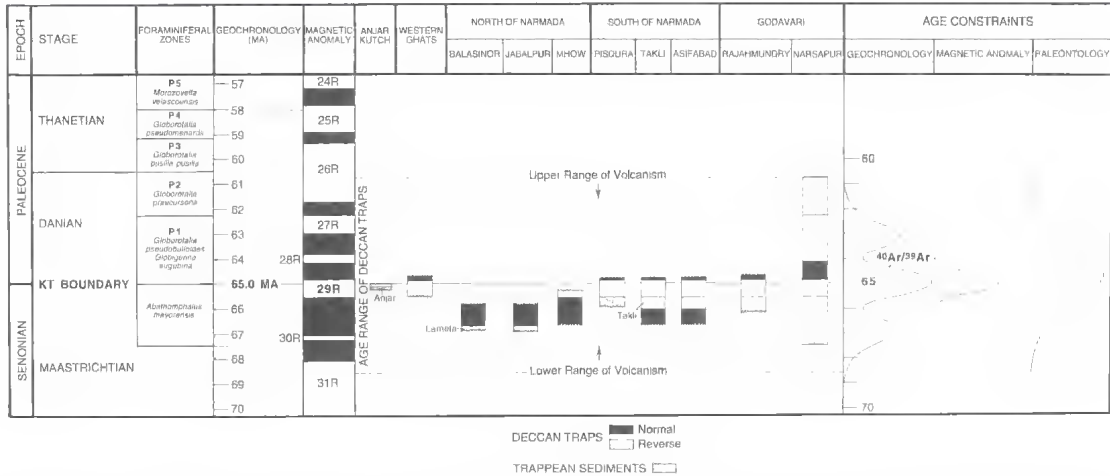 EPOCH
STAGE
FORAMINIFERAL
ZONES
GEOCHRONOLOGY
(MA)
MAGNETIC
ANOMALY
ANJAR
KUTCH
WESTERN
GHATS
NORTH OF NARMADA
BALASINOR
JABALPUR
MHOW
SOUTH OF NARMADA
PISDURA
TAKLI
ASIFABAD
GODAVARI
RAJAHMUNDRY
NARSAPUR
AGE CONSTRAINTS
GEOCHRONOLOGY
MAGNETIC ANOMALY
PALEONTOLOGY
PALEOCENE
SENONIAN
THANETIAN
DANIAN
KT BOUNDARY
MAASTRICHTIAN
P5
Morozovella
velascoensis
P4
Globorotalia
pseudomenardii
P3
Globorotalia
pusilla pusilla
P2
Globorotalia
P1
Globorotalia
pseudobulloides
Globigerina
eugubina
Abathomphalus
mayorensis
57
58
59
60
61
62
63
64
65.0 MA
66
67
68
69
70
24R
25R
26R
27R
28R
29R
30R
31R
AGE RANGE OF DECCAN TRAPS
Anjar
Lameta
Takli
Upper Range of Volcanism
Lower Range of Volcanism
60
65
70
40Ar/39Ar
DECCAN TRAPS
Normal
Reverse
TRAPPEAN SEDIMENTS